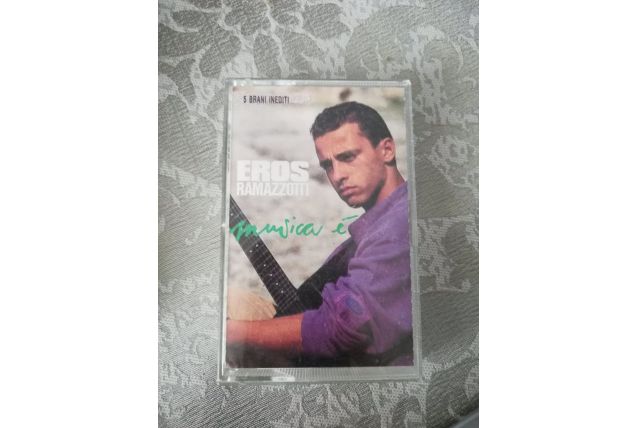 5 BRANI INEDITI
EROS
RAMAZZOTTI
musica è